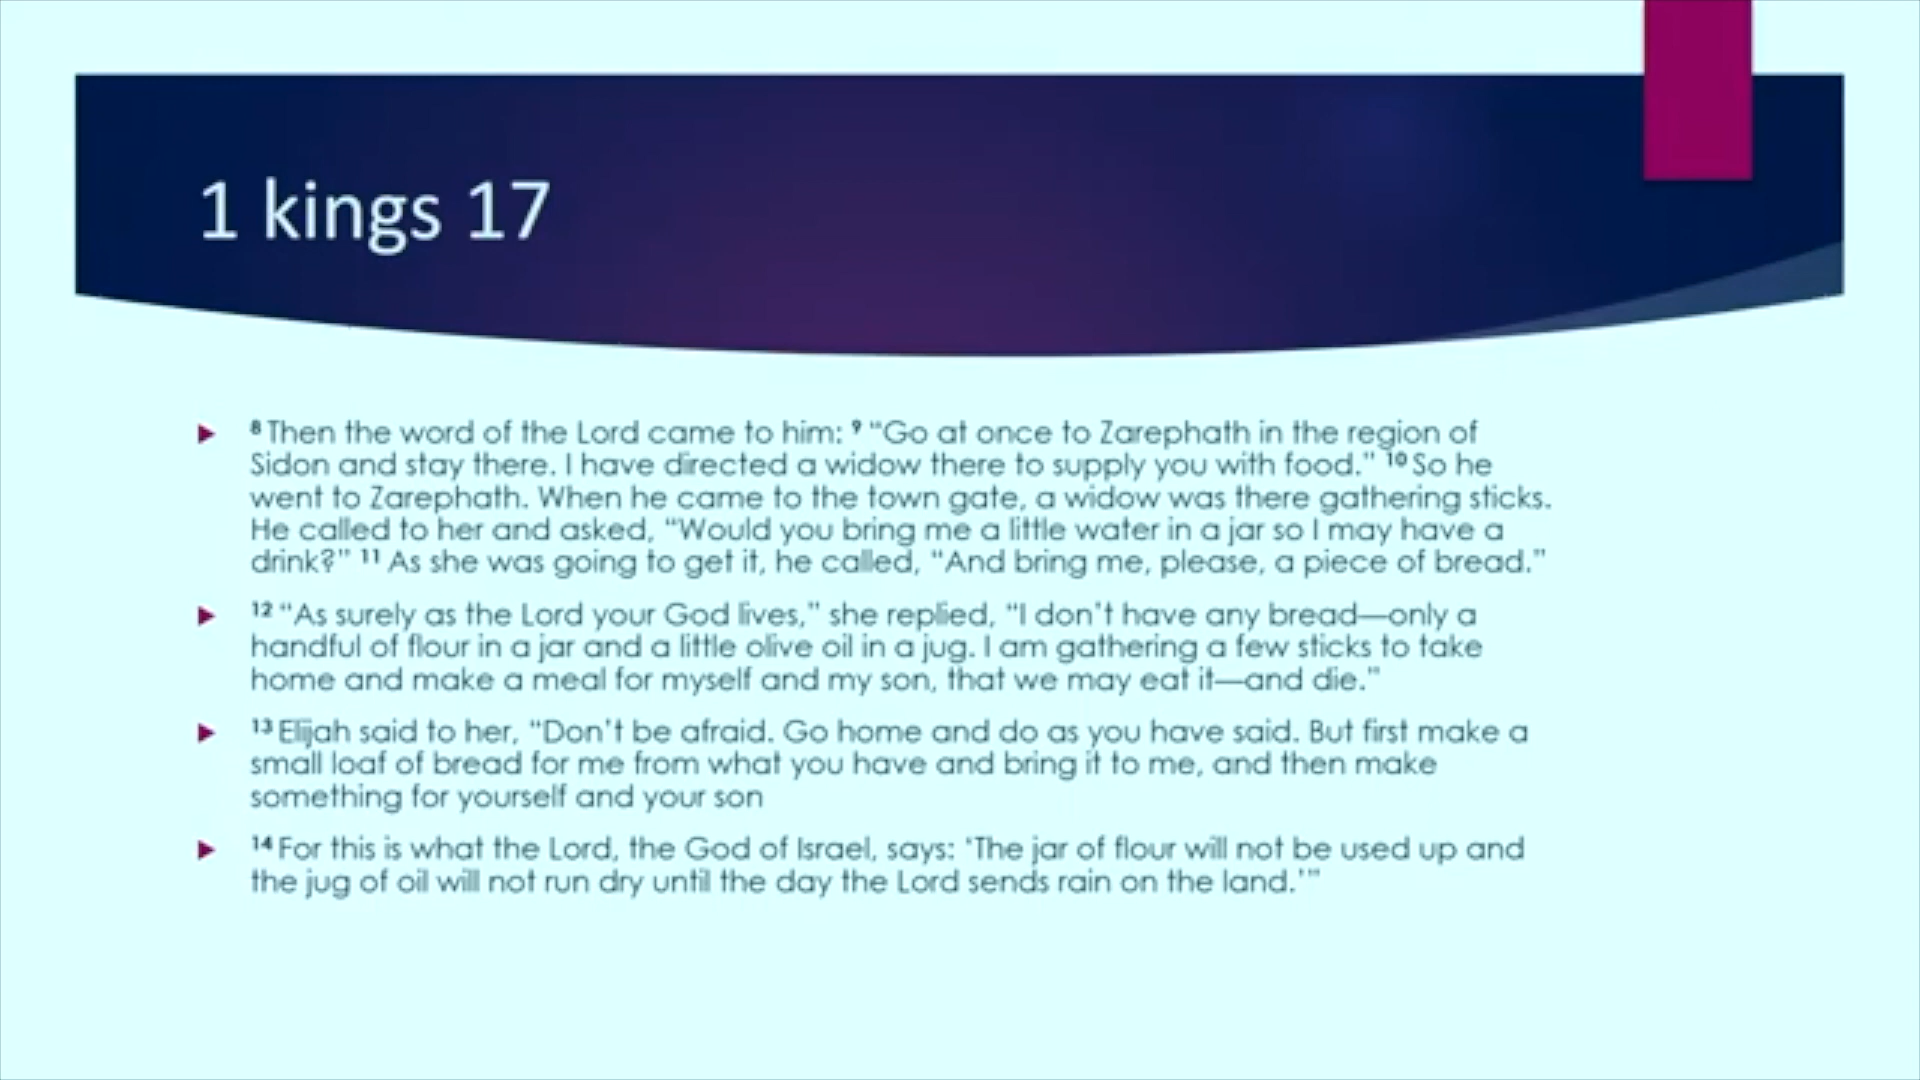 1 kings 17
8 Then the word of the Lord came to him: 9 “Go at once to Zarephath in the region of
Sidon and stay there. I have directed a widow there to supply you with food.” 10 So he
went to Zarephath. When he came to the town gate, a widow was there gathering sticks.
He called to her and asked, “Would you bring me a little water in a jar so I may have a
drink?” 11 As she was going to get it, he called, “And bring me, please, a piece of bread.”
12 “As surely as the Lord your God lives,” she replied, “I don’t have any bread—only a
handful of flour in a jar and a little olive oil in a jug. I am gathering a few sticks to take
home and make a meal for myself and my son, that we may eat it—and die.”
13 Elijah said to her, “Don’t be afraid. Go home and do as you have said. But first make a
small loaf of bread for me from what you have and bring it to me, and then make
something for yourself and your son
14 For this is what the Lord, the God of Israel, says: ‘The jar of flour will not be used up and
the jug of oil will not run dry until the day the Lord sends rain on the land.’”